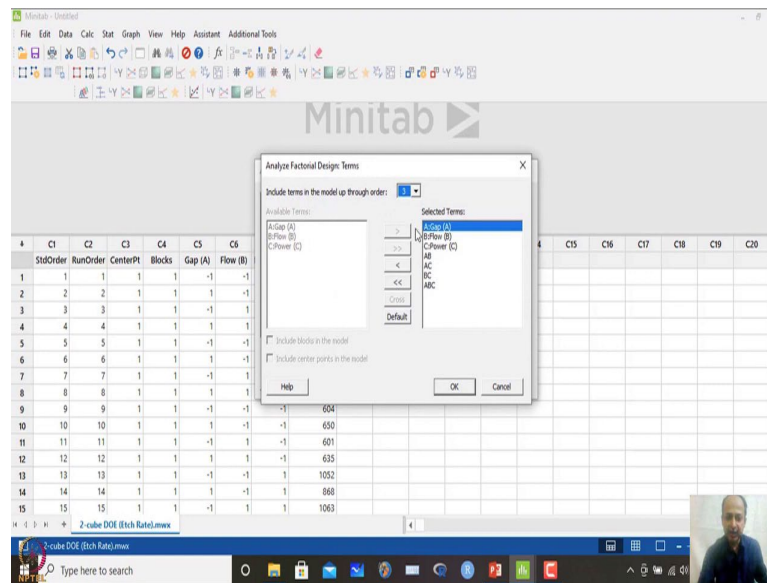 Minitab - Untitled
File Edit Data Calc Stat Graph View Help Assistant Additional Tools
Minitab
Analyze Factorial Design: Terms X
Include terms in the model up through order: 3
Available Terms: Selected Terms:
A:Gap (A) A:Gap (A)
B:Flow (B) B:Flow (B)
C:Power (C) C:Power (C)
AB
AC
BC
ABC
>
>>
<
<<
Cross
Default
Include blocks in the model
Include center points in the model
Help OK Cancel
C1 C2 C3 C4 C5 C6 4 C15 C16 C17 C18 C19 C20
StdOrder RunOrder CenterPt Blocks Gap (A) Flow (B)
1 1 1 1 1 -1 -1
2 2 2 1 1 1 -1
3 3 3 1 1 -1 1
4 4 4 1 1 1 1
5 5 5 1 1 -1 -1
6 6 6 1 1 1 -1
7 7 7 1 1 -1 1
8 8 8 1 1 1 1
9 9 9 1 1 -1 -1 -1 604
10 10 10 1 1 1 -1 -1 650
11 11 11 1 1 -1 1 -1 601
12 12 12 1 1 1 1 -1 635
13 13 13 1 1 -1 -1 1 1052
14 14 14 1 1 1 -1 1 868
15 15 15 1 1 -1 1 1 1063
2-cube DOE (Etch Rate).mwx
2-cube DOE (Etch Rate).mwx
Type here to search
NPTEL